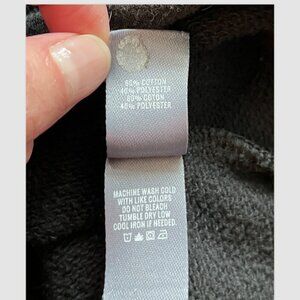 60% COTTON
40% POLYESTER
60% COTON
40% POLYESTER
MACHINE WASH COLD
WITH LIKE COLORS
DO NOT BLEACH
TUMBLE DRY LOW
COOL IRON IF NEEDED.